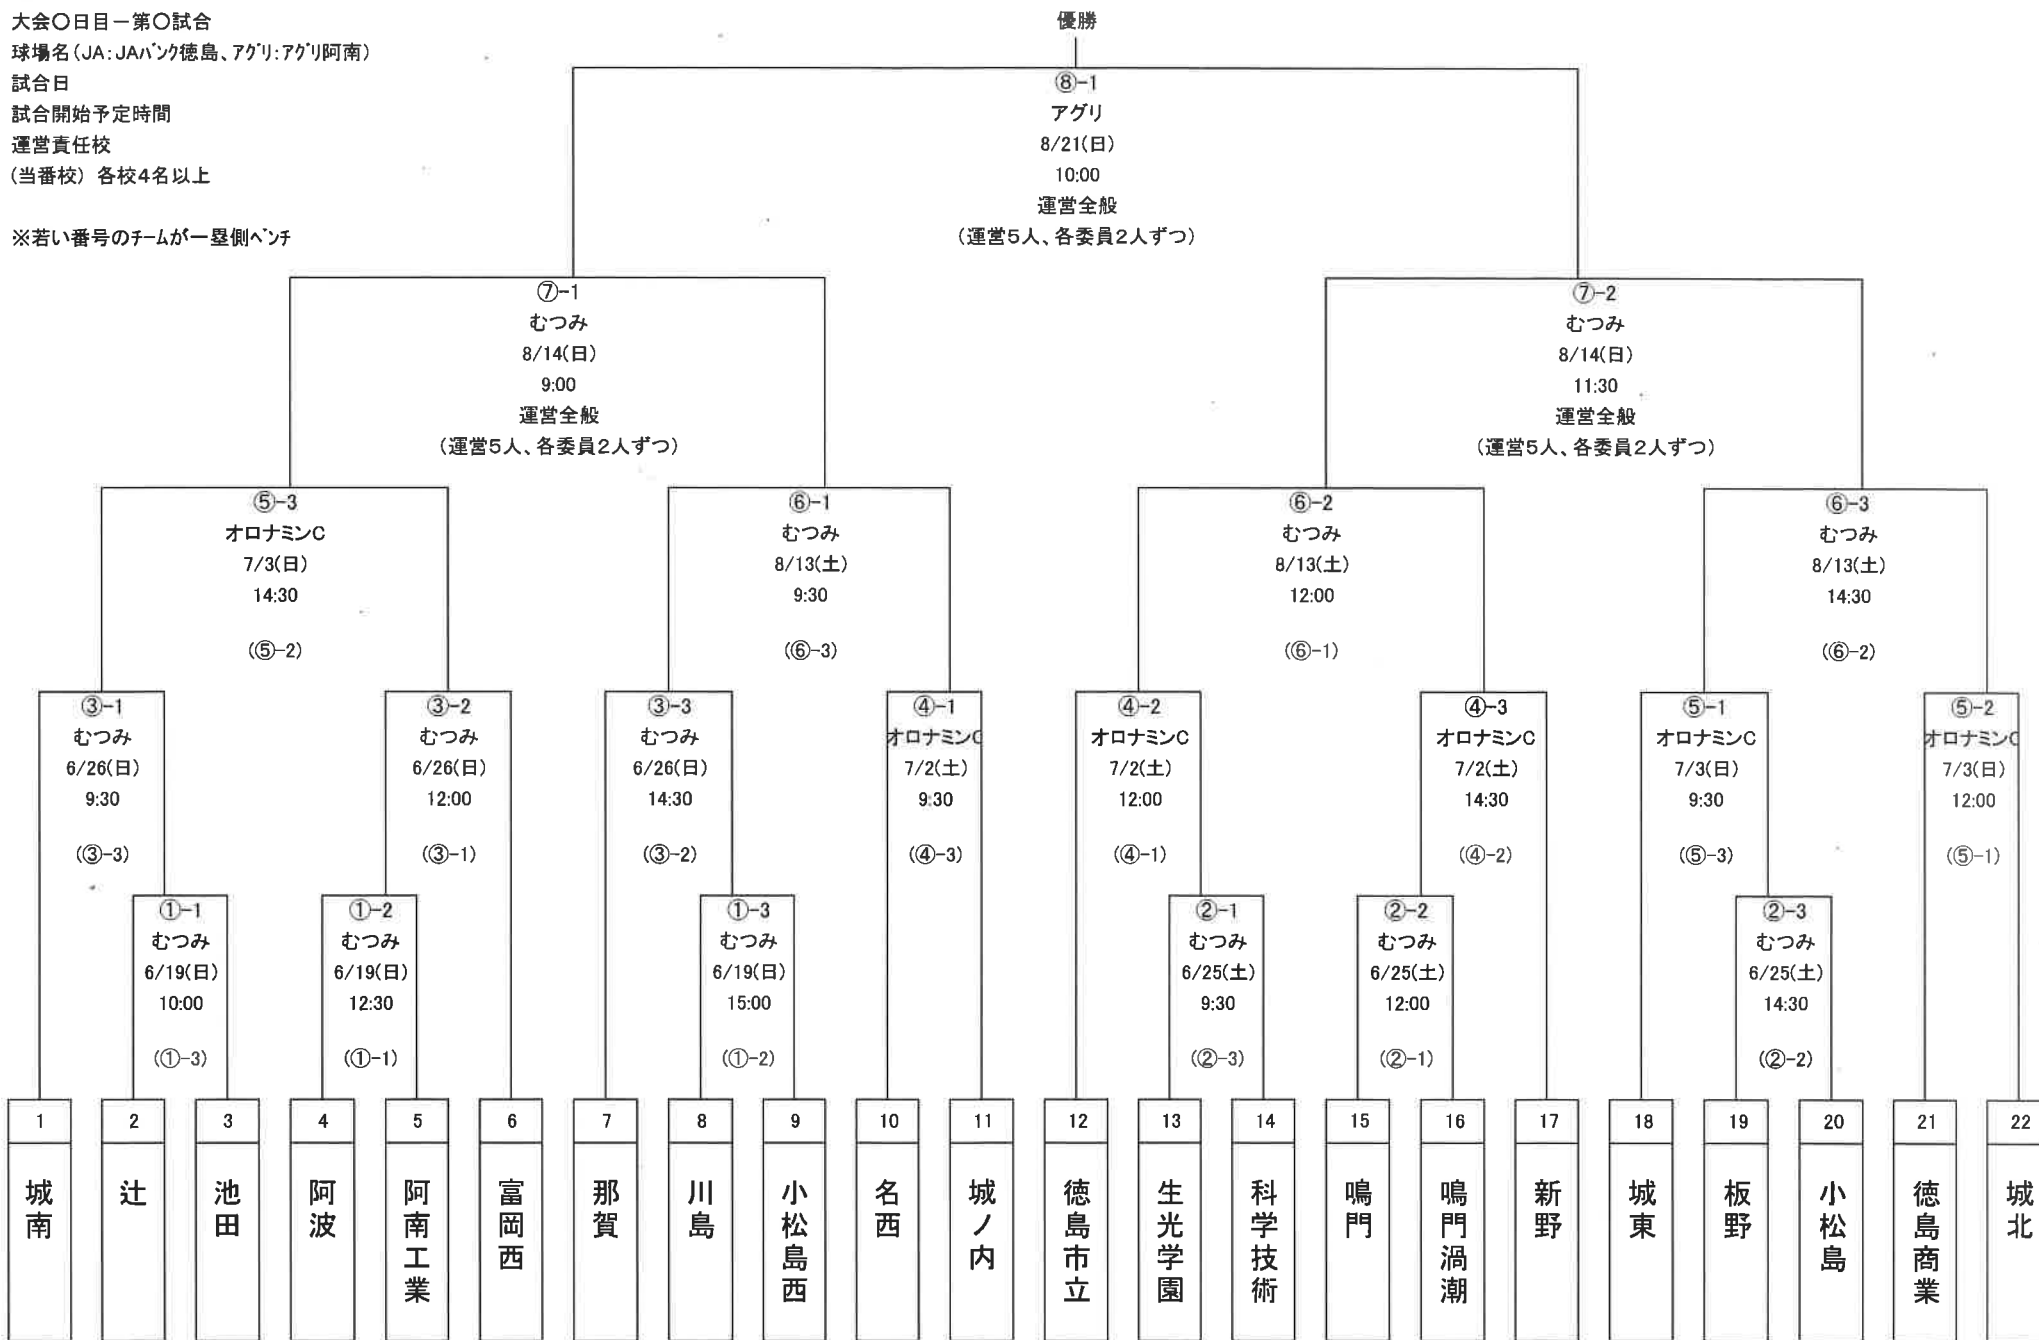 大会〇日目－第〇試合
球場名(JA:JAバンク徳島、アグリ:アグリ阿南)
試合日
試合開始予定時間
運営責任校
(当番校) 各校4名以上
※若い番号のチームが一塁側ベンチ
優勝
⑧-1
アグリ
8/21(日)
10:00
運営全般
(運営5人、各委員2人ずつ)
⑦-1
むつみ
8/14(日)
9:00
運営全般
(運営5人、各委員2人ずつ)
⑦-2
むつみ
8/14(日)
11:30
運営全般
(運営5人、各委員2人ずつ)
⑤-3
オロナミンC
7/3(日)
14:30
(⑤-2)
⑥-1
むつみ
8/13(土)
9:30
(⑥-3)
⑥-2
むつみ
8/13(土)
12:00
(⑥-1)
⑥-3
むつみ
8/13(土)
14:30
(⑥-2)
③-1
むつみ
6/26(日)
9:30
(③-3)
③-2
むつみ
6/26(日)
12:00
(③-1)
③-3
むつみ
6/26(日)
14:30
(③-2)
④-1
オロナミンC
7/2(土)
9:30
(④-3)
④-2
オロナミンC
7/2(土)
12:00
(④-1)
④-3
オロナミンC
7/2(土)
14:30
(④-2)
⑤-1
オロナミンC
7/3(日)
9:30
(⑤-3)
⑤-2
オロナミンC
7/3(日)
12:00
(⑤-1)
①-1
むつみ
6/19(日)
10:00
(①-3)
①-2
むつみ
6/19(日)
12:30
(①-1)
①-3
むつみ
6/19(日)
15:00
(①-2)
②-1
むつみ
6/25(土)
9:30
(②-3)
②-2
むつみ
6/25(土)
12:00
(②-1)
②-3
むつみ
6/25(土)
14:30
(②-2)
1
城南
2
辻
3
池田
4
阿波
5
阿南工業
6
富岡西
7
那賀
8
川島
9
小松島西
10
名西
11
城ノ内
12
徳島市立
13
生光学園
14
科学技術
15
鳴門
16
鳴門渦潮
17
新野
18
城東
19
板野
20
小松島
21
徳島商業
22
城北